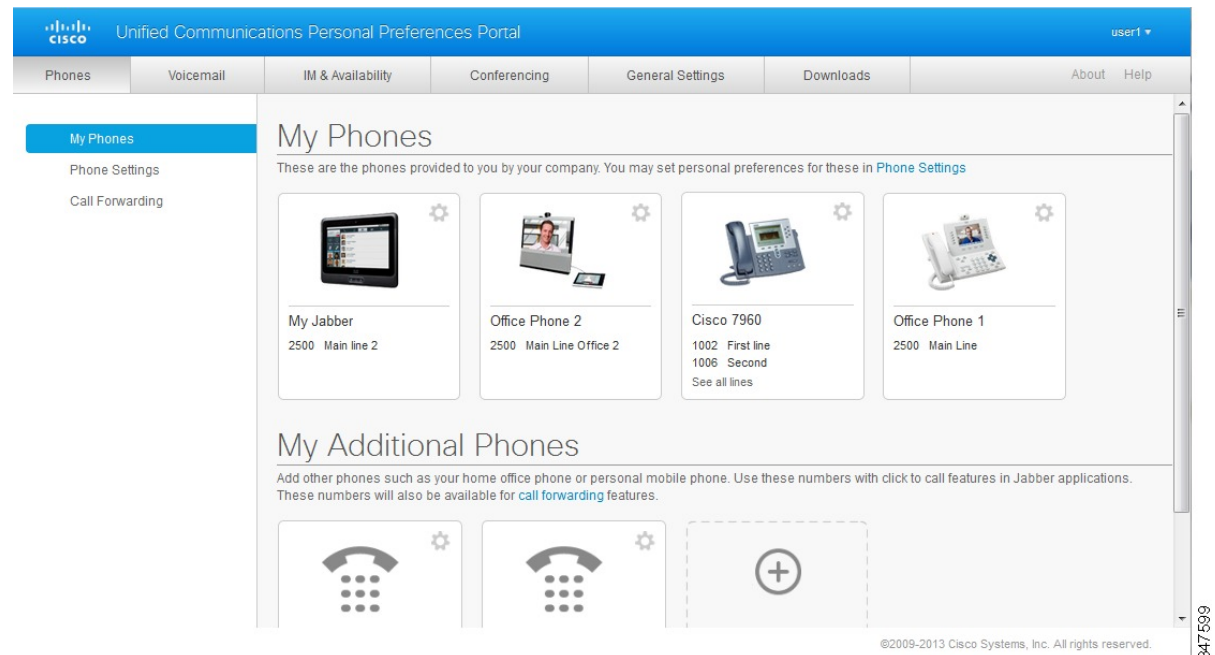 CISCO Unified Communications Personal Preferences Portal user1
Phones Voicemail IM & Availability Conferencing General Settings Downloads About Help
My Phones
Phone Settings
Call Forwarding
My Phones
These are the phones provided to you by your company. You may set personal preferences for these in Phone Settings
My Jabber
2500 Main line 2
Office Phone 2
2500 Main Line Office 2
Cisco 7960
1002 First line
1006 Second
See all lines
Office Phone 1
2500 Main Line
My Additional Phones
Add other phones such as your home office phone or personal mobile phone. Use these numbers with click to call features in Jabber applications.
These numbers will also be available for call forwarding features.
©2009-2013 Cisco Systems, Inc. All rights reserved.
347599